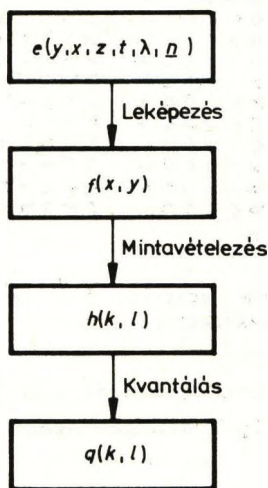 e(y,x,z,t,λ,n)
Leképezés
f(x,y)
Mintavételezés
h(k,l)
Kvantálás
q(k,l)